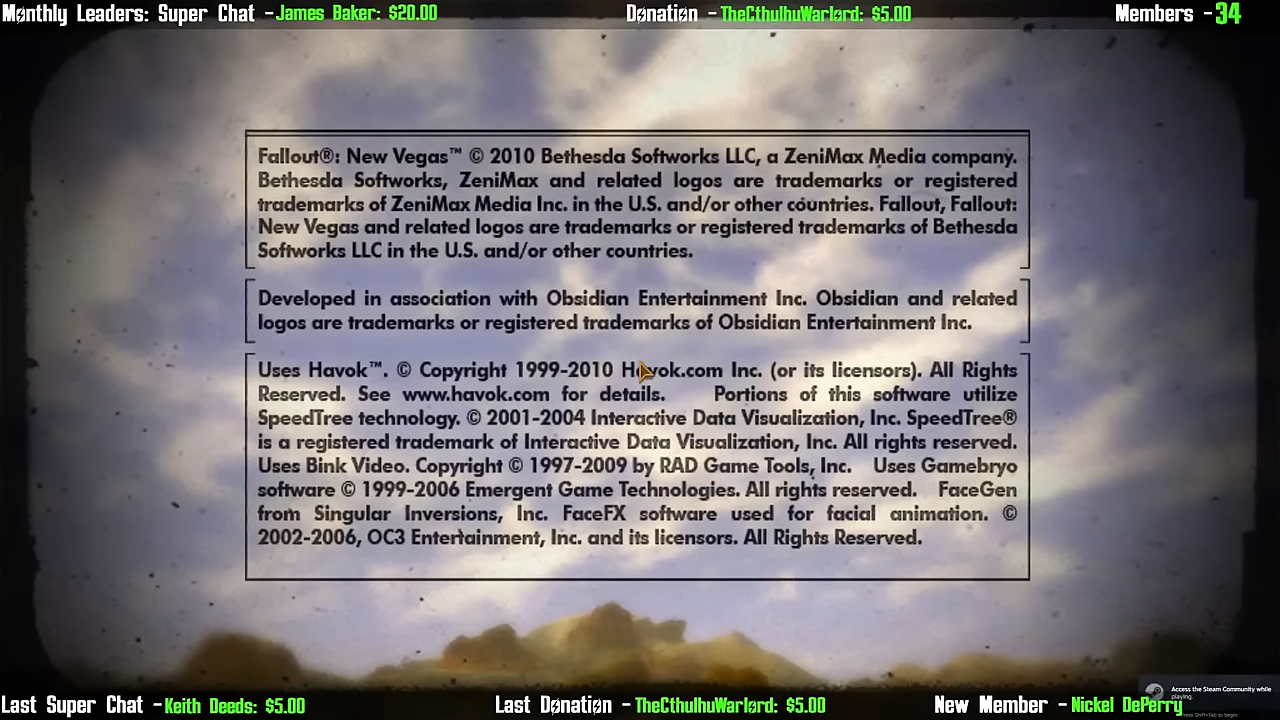 Monthly Leaders: Super Chat - James Baker: $20.00 Donation - TheCthulhuWarlord: $5.00 Members - 34
Fallout®: New Vegas™ © 2010 Bethesda Softworks LLC, a ZeniMax Media company.
Bethesda Softworks, ZeniMax and related logos are trademarks or registered
trademarks of ZeniMax Media Inc. in the U.S. and/or other countries. Fallout, Fallout:
New Vegas and related logos are trademarks or registered trademarks of Bethesda
Softworks LLC in the U.S. and/or other countries.
Developed in association with Obsidian Entertainment Inc. Obsidian and related
logos are trademarks or registered trademarks of Obsidian Entertainment Inc.
Uses Havok™. © Copyright 1999-2010 Havok.com Inc. (or its licensors). All Rights
Reserved. See www.havok.com for details. Portions of this software utilize
SpeedTree technology. © 2001-2004 Interactive Data Visualization, Inc. SpeedTree®
is a registered trademark of Interactive Data Visualization, Inc. All rights reserved.
Uses Bink Video. Copyright © 1997-2009 by RAD Game Tools, Inc. Uses Gamebryo
software © 1999-2006 Emergent Game Technologies. All rights reserved. FaceGen
from Singular Inversions, Inc. FaceFX software used for facial animation. ©
2002-2006, OC3 Entertainment, Inc. and its licensors. All Rights Reserved.
Access the Steam Community while
playing.
Press Shift+Tab to begin
Last Super Chat - Keith Deeds: $5.00 Last Donation - TheCthulhuWarlord: $5.00 New Member - Nickel DePerry